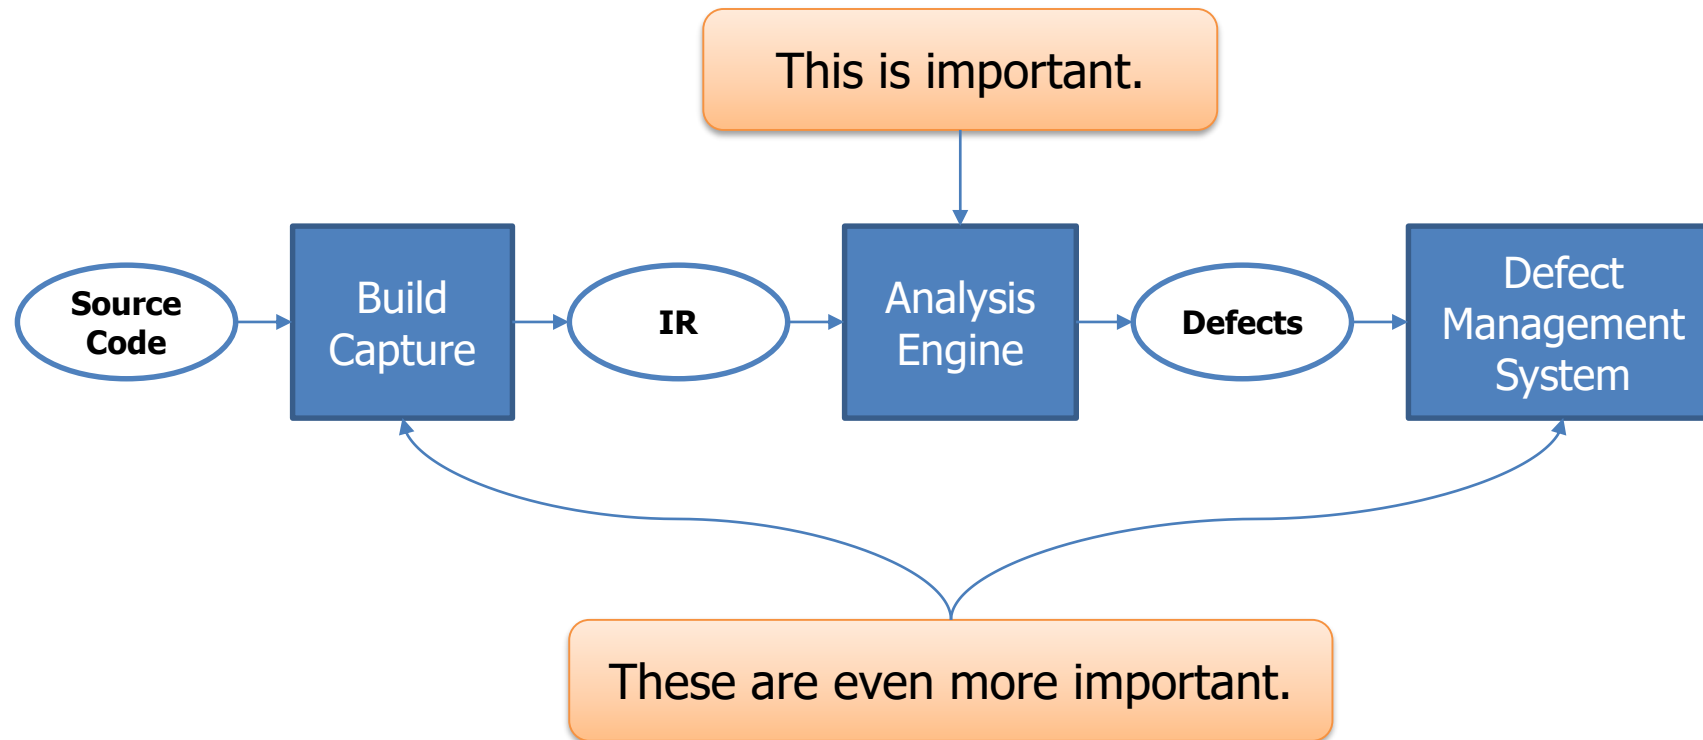 This is important.
Source
Code
Build
Capture
IR
Analysis
Engine
Defects
Defect
Management
System
These are even more important.